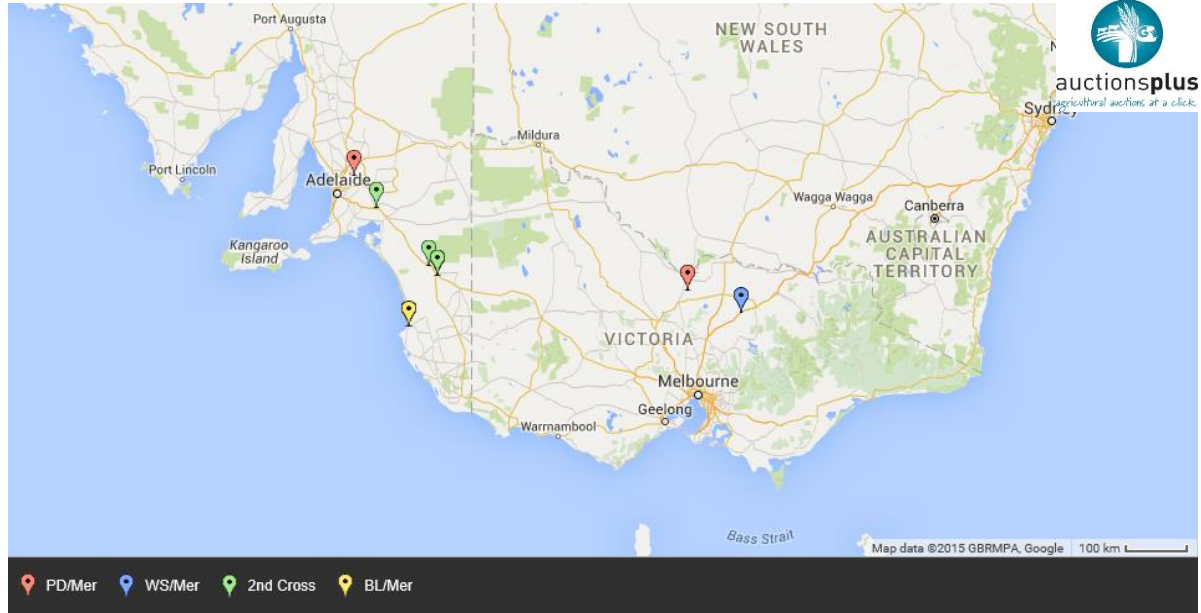 Port Augusta
NEW SOUTH
WALES
auctionsplus
agricultural auctions at a click
Sydney
Mildura
Port Lincoln
Adelaide
Wagga Wagga
Canberra
AUSTRALIAN
CAPITAL
TERRITORY
Kangaroo
Island
VICTORIA
Melbourne
Geelong
Warrnambool
Bass Strait
Map data ©2015 GBRMPA, Google 100 km
PD/Mer WS/Mer 2nd Cross BL/Mer